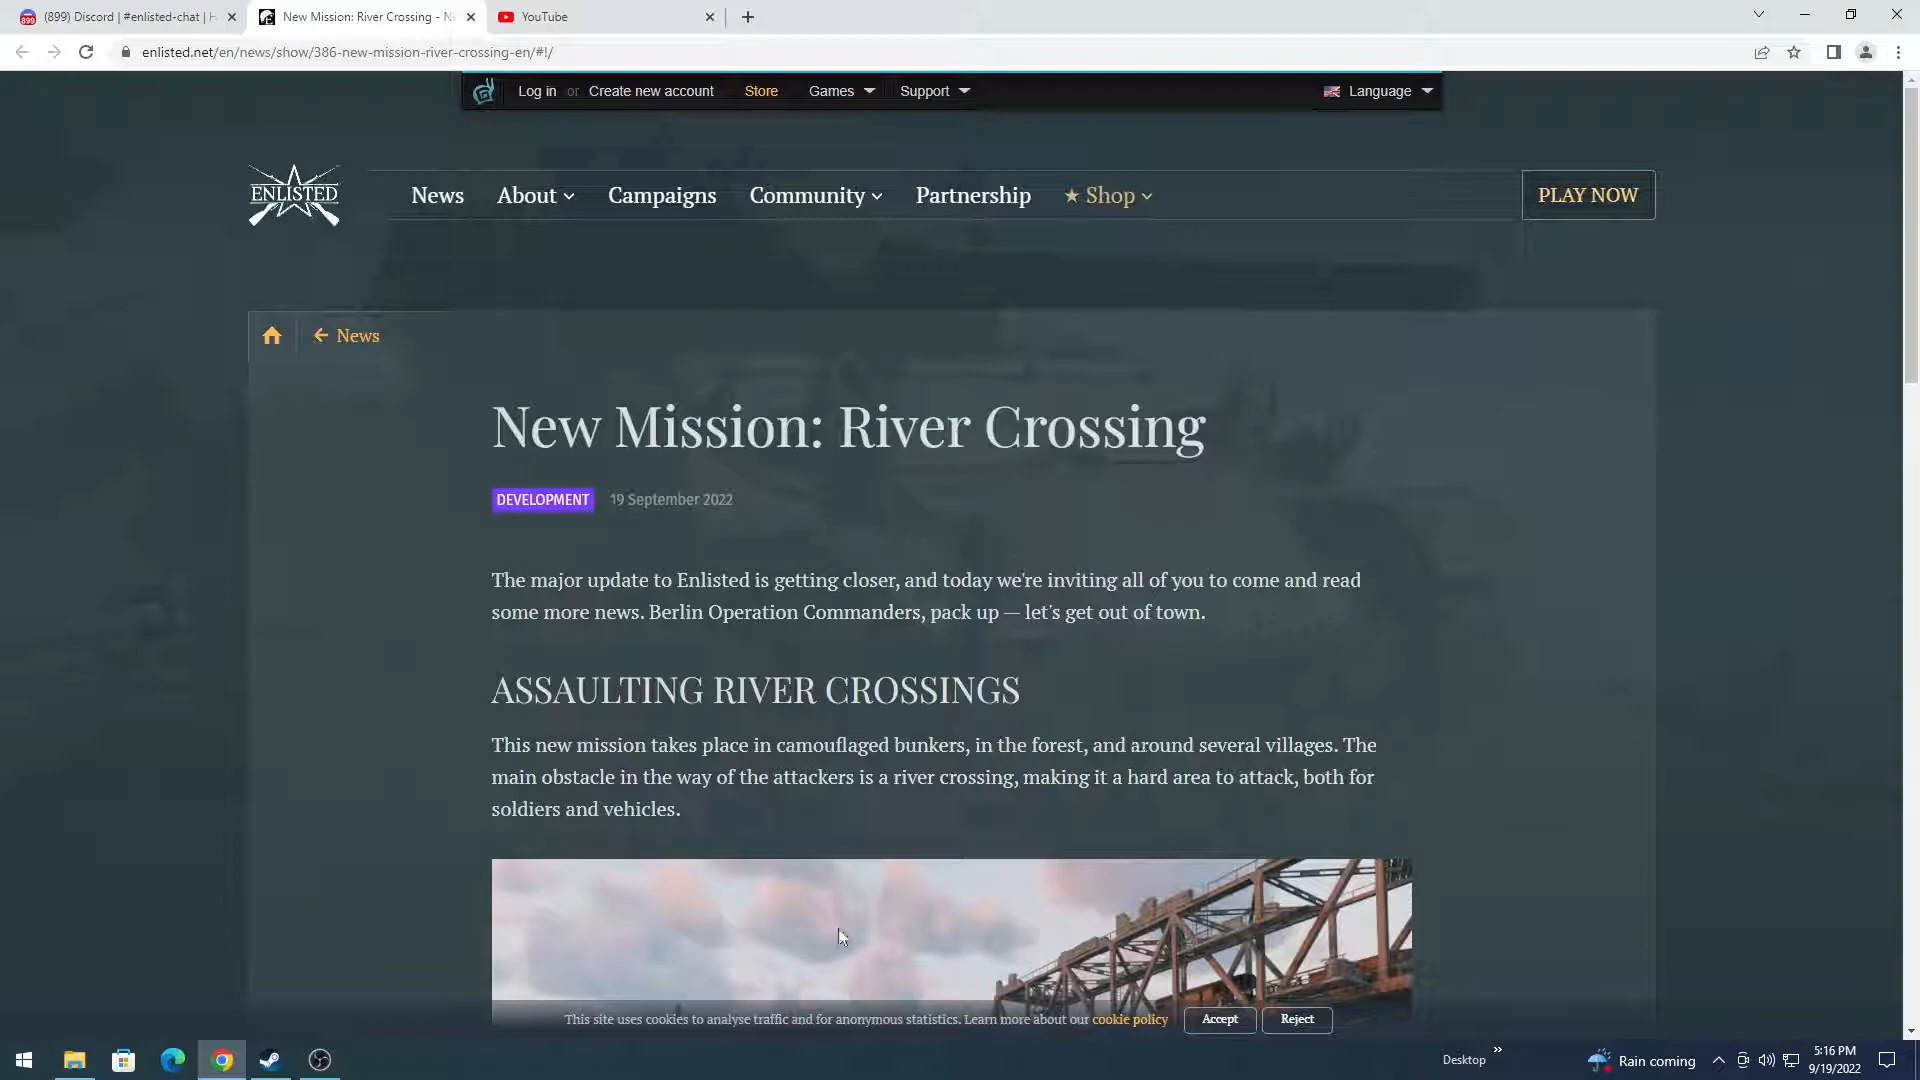 899
(899) Discord | #enlisted-chat | H
New Mission: River Crossing - Ne
YouTube
enlisted.net/en/news/show/386-new-mission-river-crossing-en/#!/
Log in or Create new account Store Games Support Language
ENLISTED
News About Campaigns Community Partnership ★ Shop PLAY NOW
← News
New Mission: River Crossing
DEVELOPMENT 19 September 2022
The major update to Enlisted is getting closer, and today we're inviting all of you to come and read
some more news. Berlin Operation Commanders, pack up — let's get out of town.
ASSAULTING RIVER CROSSINGS
This new mission takes place in camouflaged bunkers, in the forest, and around several villages. The
main obstacle in the way of the attackers is a river crossing, making it a hard area to attack, both for
soldiers and vehicles.
This site uses cookies to analyse traffic and for anonymous statistics. Learn more about our cookie policy Accept Reject
Desktop » Rain coming 5:16 PM
9/19/2022